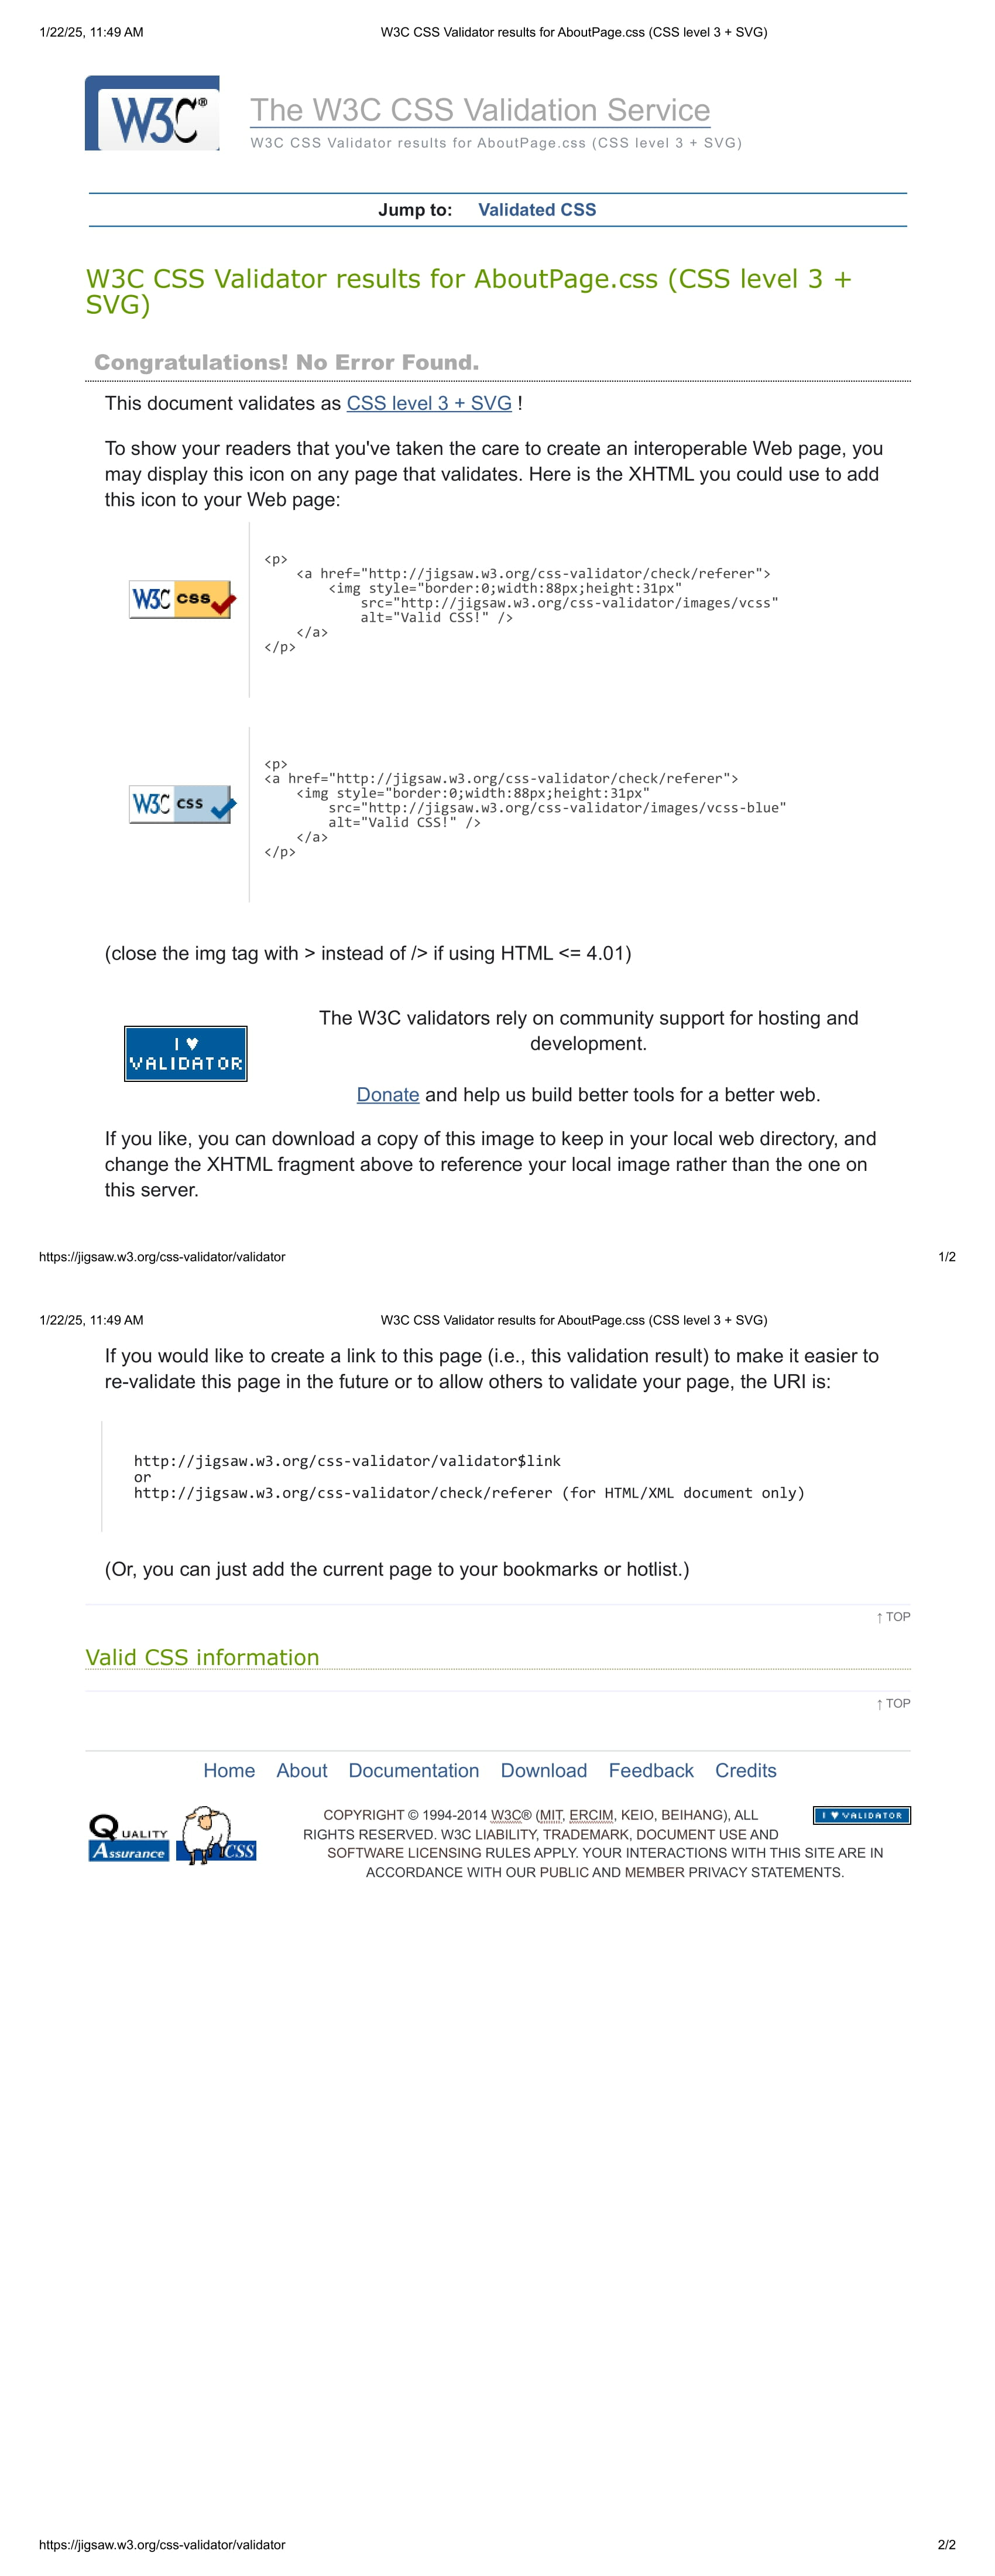 1/22/25, 11:49 AM W3C CSS Validator results for AboutPage.css (CSS level 3 + SVG)
W3C®
The W3C CSS Validation Service
W3C CSS Validator results for AboutPage.css (CSS level 3 + SVG)
Jump to: Validated CSS
W3C CSS Validator results for AboutPage.css (CSS level 3 +
SVG)
Congratulations! No Error Found.
This document validates as CSS level 3 + SVG !
To show your readers that you've taken the care to create an interoperable Web page, you
may display this icon on any page that validates. Here is the XHTML you could use to add
this icon to your Web page:
W3C css
<p>
    <a href="http://jigsaw.w3.org/css-validator/check/referer">
        <img style="border:0;width:88px;height:31px"
            src="http://jigsaw.w3.org/css-validator/images/vcss"
            alt="Valid CSS!" />
    </a>
</p>
W3C css
<p>
<a href="http://jigsaw.w3.org/css-validator/check/referer">
    <img style="border:0;width:88px;height:31px"
        src="http://jigsaw.w3.org/css-validator/images/vcss-blue"
        alt="Valid CSS!" />
    </a>
</p>
(close the img tag with > instead of /> if using HTML <= 4.01)
I ♥
VALIDATOR
The W3C validators rely on community support for hosting and
development.
Donate and help us build better tools for a better web.
If you like, you can download a copy of this image to keep in your local web directory, and
change the XHTML fragment above to reference your local image rather than the one on
this server.
https://jigsaw.w3.org/css-validator/validator 1/2
1/22/25, 11:49 AM W3C CSS Validator results for AboutPage.css (CSS level 3 + SVG)
If you would like to create a link to this page (i.e., this validation result) to make it easier to
re-validate this page in the future or to allow others to validate your page, the URI is:
http://jigsaw.w3.org/css-validator/validator$link
or
http://jigsaw.w3.org/css-validator/check/referer (for HTML/XML document only)
(Or, you can just add the current page to your bookmarks or hotlist.)
↑ TOP
Valid CSS information
↑ TOP
Home About Documentation Download Feedback Credits
QUALITY
Assurance
CSS
COPYRIGHT © 1994-2014 W3C® (MIT, ERCIM, KEIO, BEIHANG), ALL
RIGHTS RESERVED. W3C LIABILITY, TRADEMARK, DOCUMENT USE AND
SOFTWARE LICENSING RULES APPLY. YOUR INTERACTIONS WITH THIS SITE ARE IN
ACCORDANCE WITH OUR PUBLIC AND MEMBER PRIVACY STATEMENTS.
I ♥ VALIDATOR
https://jigsaw.w3.org/css-validator/validator 2/2